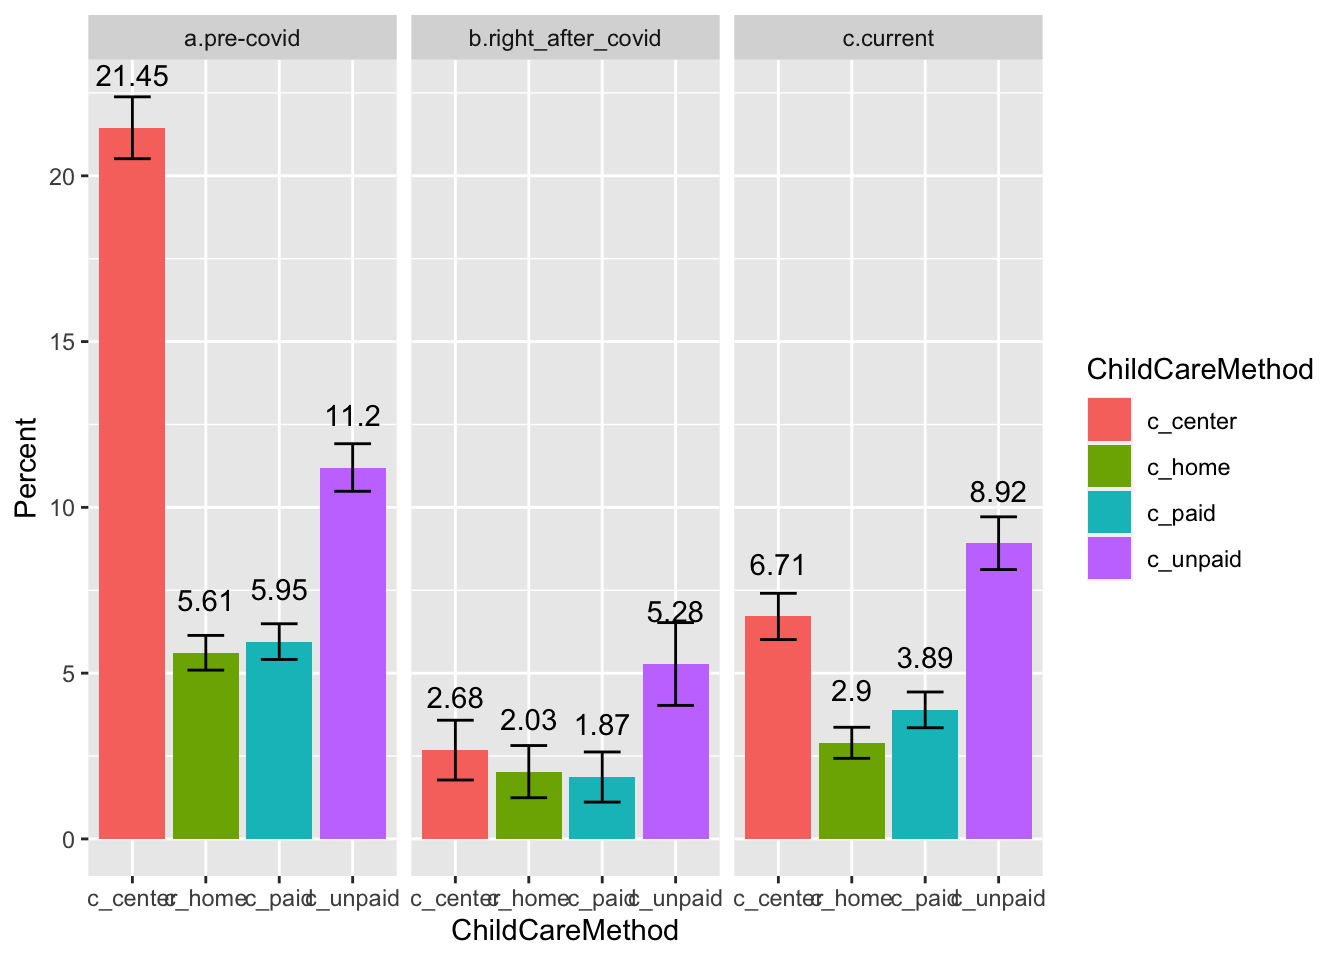 a.pre-covid
b.right_after_covid
c.current
21.45
5.61
5.95
11.2
2.68
2.03
1.87
5.28
6.71
2.9
3.89
8.92
Percent
20
15
10
5
0
c_center c_home c_paid c_unpaid
c_center c_home c_paid c_unpaid
c_center c_home c_paid c_unpaid
ChildCareMethod
ChildCareMethod
c_center
c_home
c_paid
c_unpaid